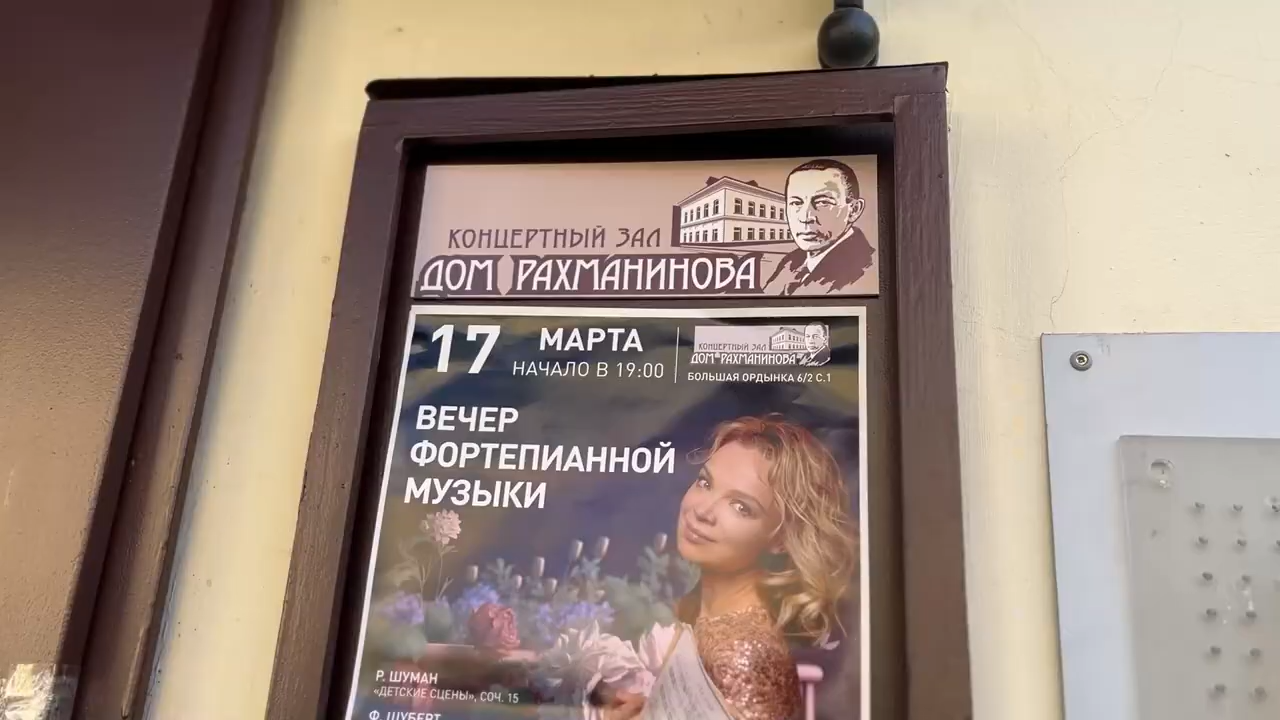 КОНЦЕРТНЫЙ ЗАЛ
ДОМ РАХМАНИНОВА
17 МАРТА
НАЧАЛО В 19:00
КОНЦЕРТНЫЙ ЗАЛ
ДОМ РАХМАНИНОВА
БОЛЬШАЯ ОРДЫНКА 6/2 С.1
ВЕЧЕР
ФОРТЕПИАННОЙ
МУЗЫКИ
Р. ШУМАН
«ДЕТСКИЕ СЦЕНЫ», СОЧ. 15
Ф. ШУБЕРТ